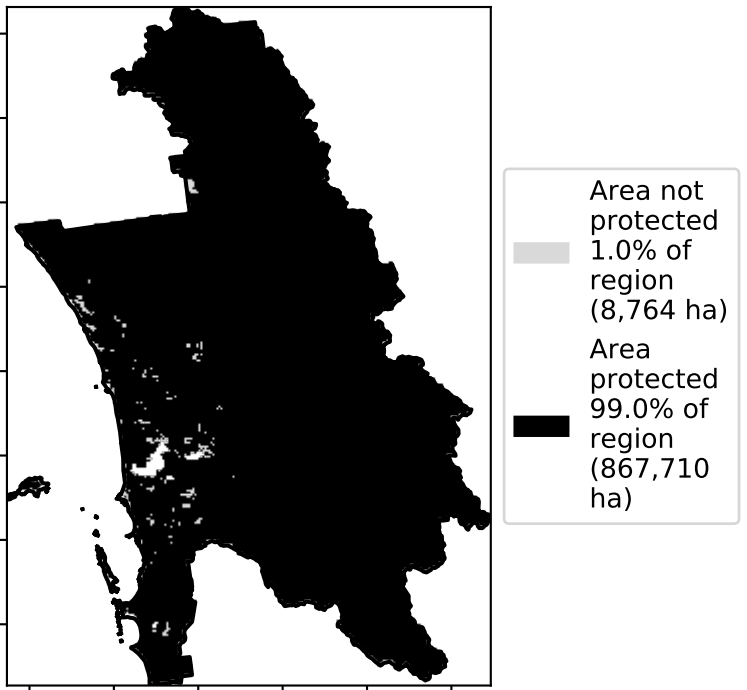 Area not
protected
1.0% of
region
(8,764 ha)
Area
protected
99.0% of
region
(867,710
ha)